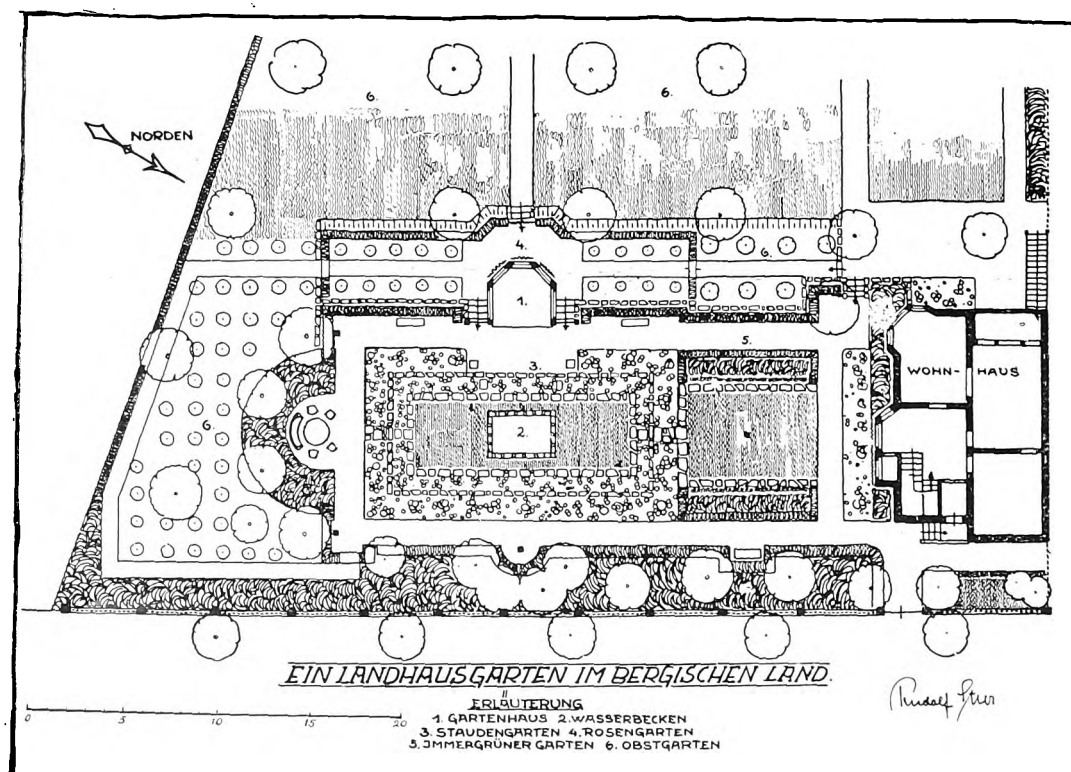 6.
6.
NORDEN
4.
6.
1.
5.
3.
WOHN-HAUS
2.
6.
EIN LANDHAUSGARTEN IM BERGISCHEN LAND.
ERLÄUTERUNG
0 5 10 15 20
1. GARTENHAUS 2. WASSERBECKEN
3. STAUDENGARTEN 4. ROSENGARTEN
5. JMMERGRÜNER GARTEN 6. OBSTGARTEN
Rudolf